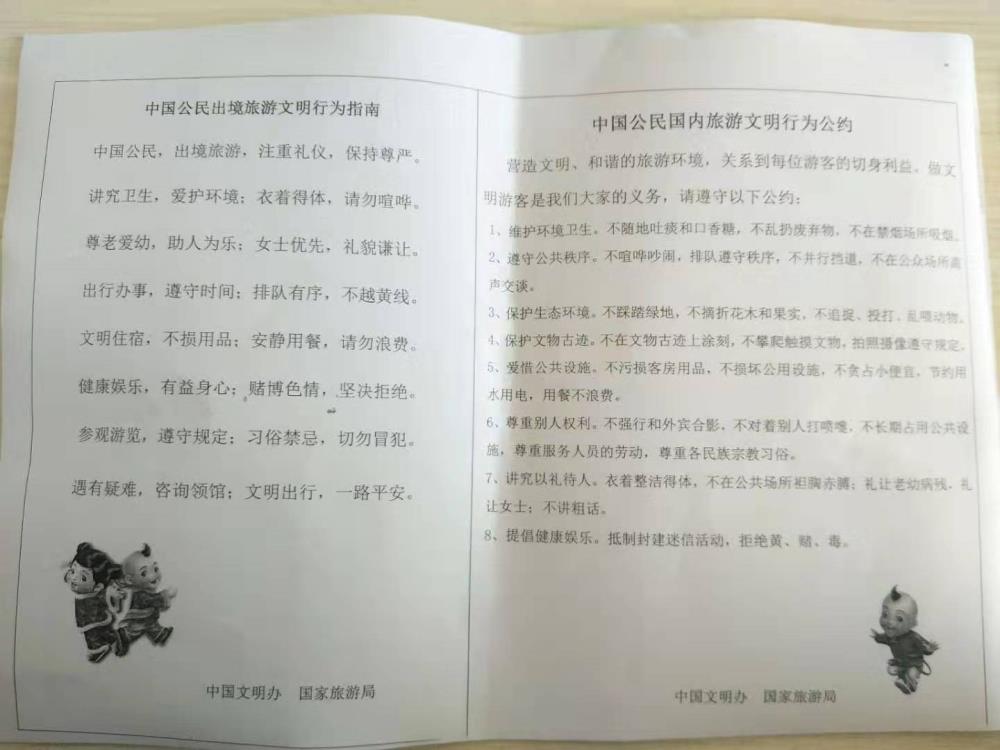 中国公民出境旅游文明行为指南
中国公民，出境旅游，注重礼仪，保持尊严。
讲究卫生，爱护环境；衣着得体，请勿喧哗。
尊老爱幼，助人为乐；女士优先，礼貌谦让。
出行办事，遵守时间；排队有序，不越黄线。
文明住宿，不损用品；安静用餐，请勿浪费。
健康娱乐，有益身心；赌博色情，坚决拒绝。
参观游览，遵守规定；习俗禁忌，切勿冒犯。
遇有疑难，咨询领馆；文明出行，一路平安。
中国文明办 国家旅游局
中国公民国内旅游文明行为公约
营造文明、和谐的旅游环境，关系到每位游客的切身利益。做文
明游客是我们大家的义务，请遵守以下公约：
1、维护环境卫生。不随地吐痰和口香糖，不乱扔废弃物，不在禁烟场所吸烟。
2、遵守公共秩序。不喧哗吵闹，排队遵守秩序，不并行挡道，不在公众场所高
声交谈。
3、保护生态环境。不踩踏绿地，不摘折花木和果实，不追捉、投打、乱喂动物。
4、保护文物古迹。不在文物古迹上涂刻，不攀爬触摸文物，拍照摄像遵守规定。
5、爱惜公共设施。不污损客房用品，不损坏公用设施，不贪占小便宜，节约用
水用电，用餐不浪费。
6、尊重别人权利。不强行和外宾合影，不对着别人打喷嚏，不长期占用公共设
施，尊重服务人员的劳动，尊重各民族宗教习俗。
7、讲究以礼待人。衣着整洁得体，不在公共场所袒胸赤膊；礼让老幼病残，礼
让女士；不讲粗话。
8、提倡健康娱乐。抵制封建迷信活动，拒绝黄、赌、毒。
中国文明办 国家旅游局